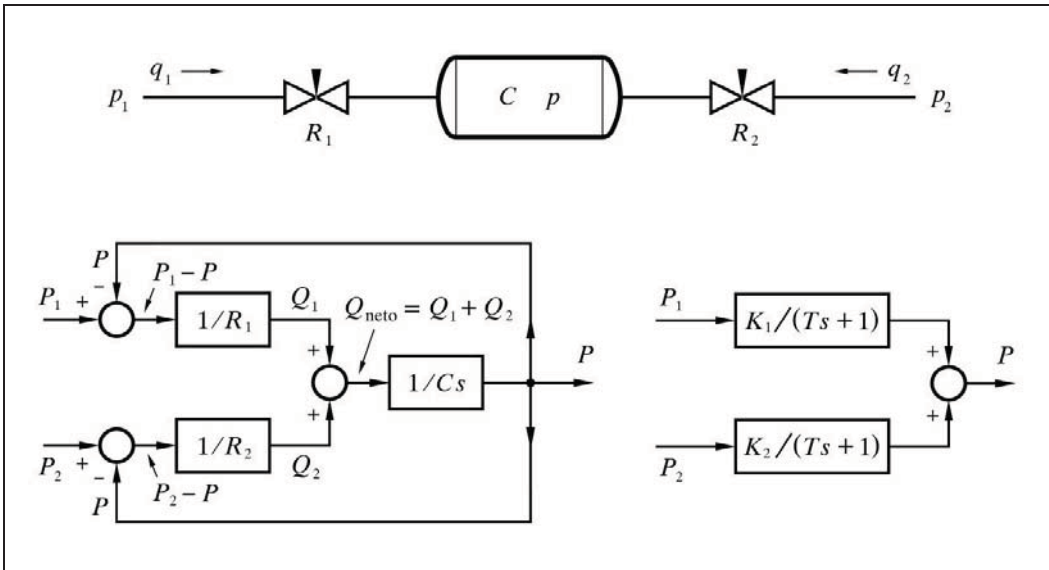 q₁
q₂
p₁
C p
p₂
R₁
R₂
P
P₁ − P
P₁ + −
1/R₁
Q₁
Q_neto = Q₁ + Q₂
+
+
1/Cs
P
P₂ + −
1/R₂
Q₂
P₂ − P
P
P₁
K₁/(Ts + 1)
+
P
+
K₂/(Ts + 1)
P₂